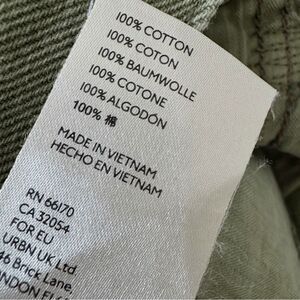 100% COTTON
100% COTON
100% BAUMWOLLE
100% COTONE
100% ALGODÓN
100% 棉
MADE IN VIETNAM
HECHO EN VIETNAM
RN 66170
CA 32054
FOR EU
URBN UK Ltd
46 Brick Lane,